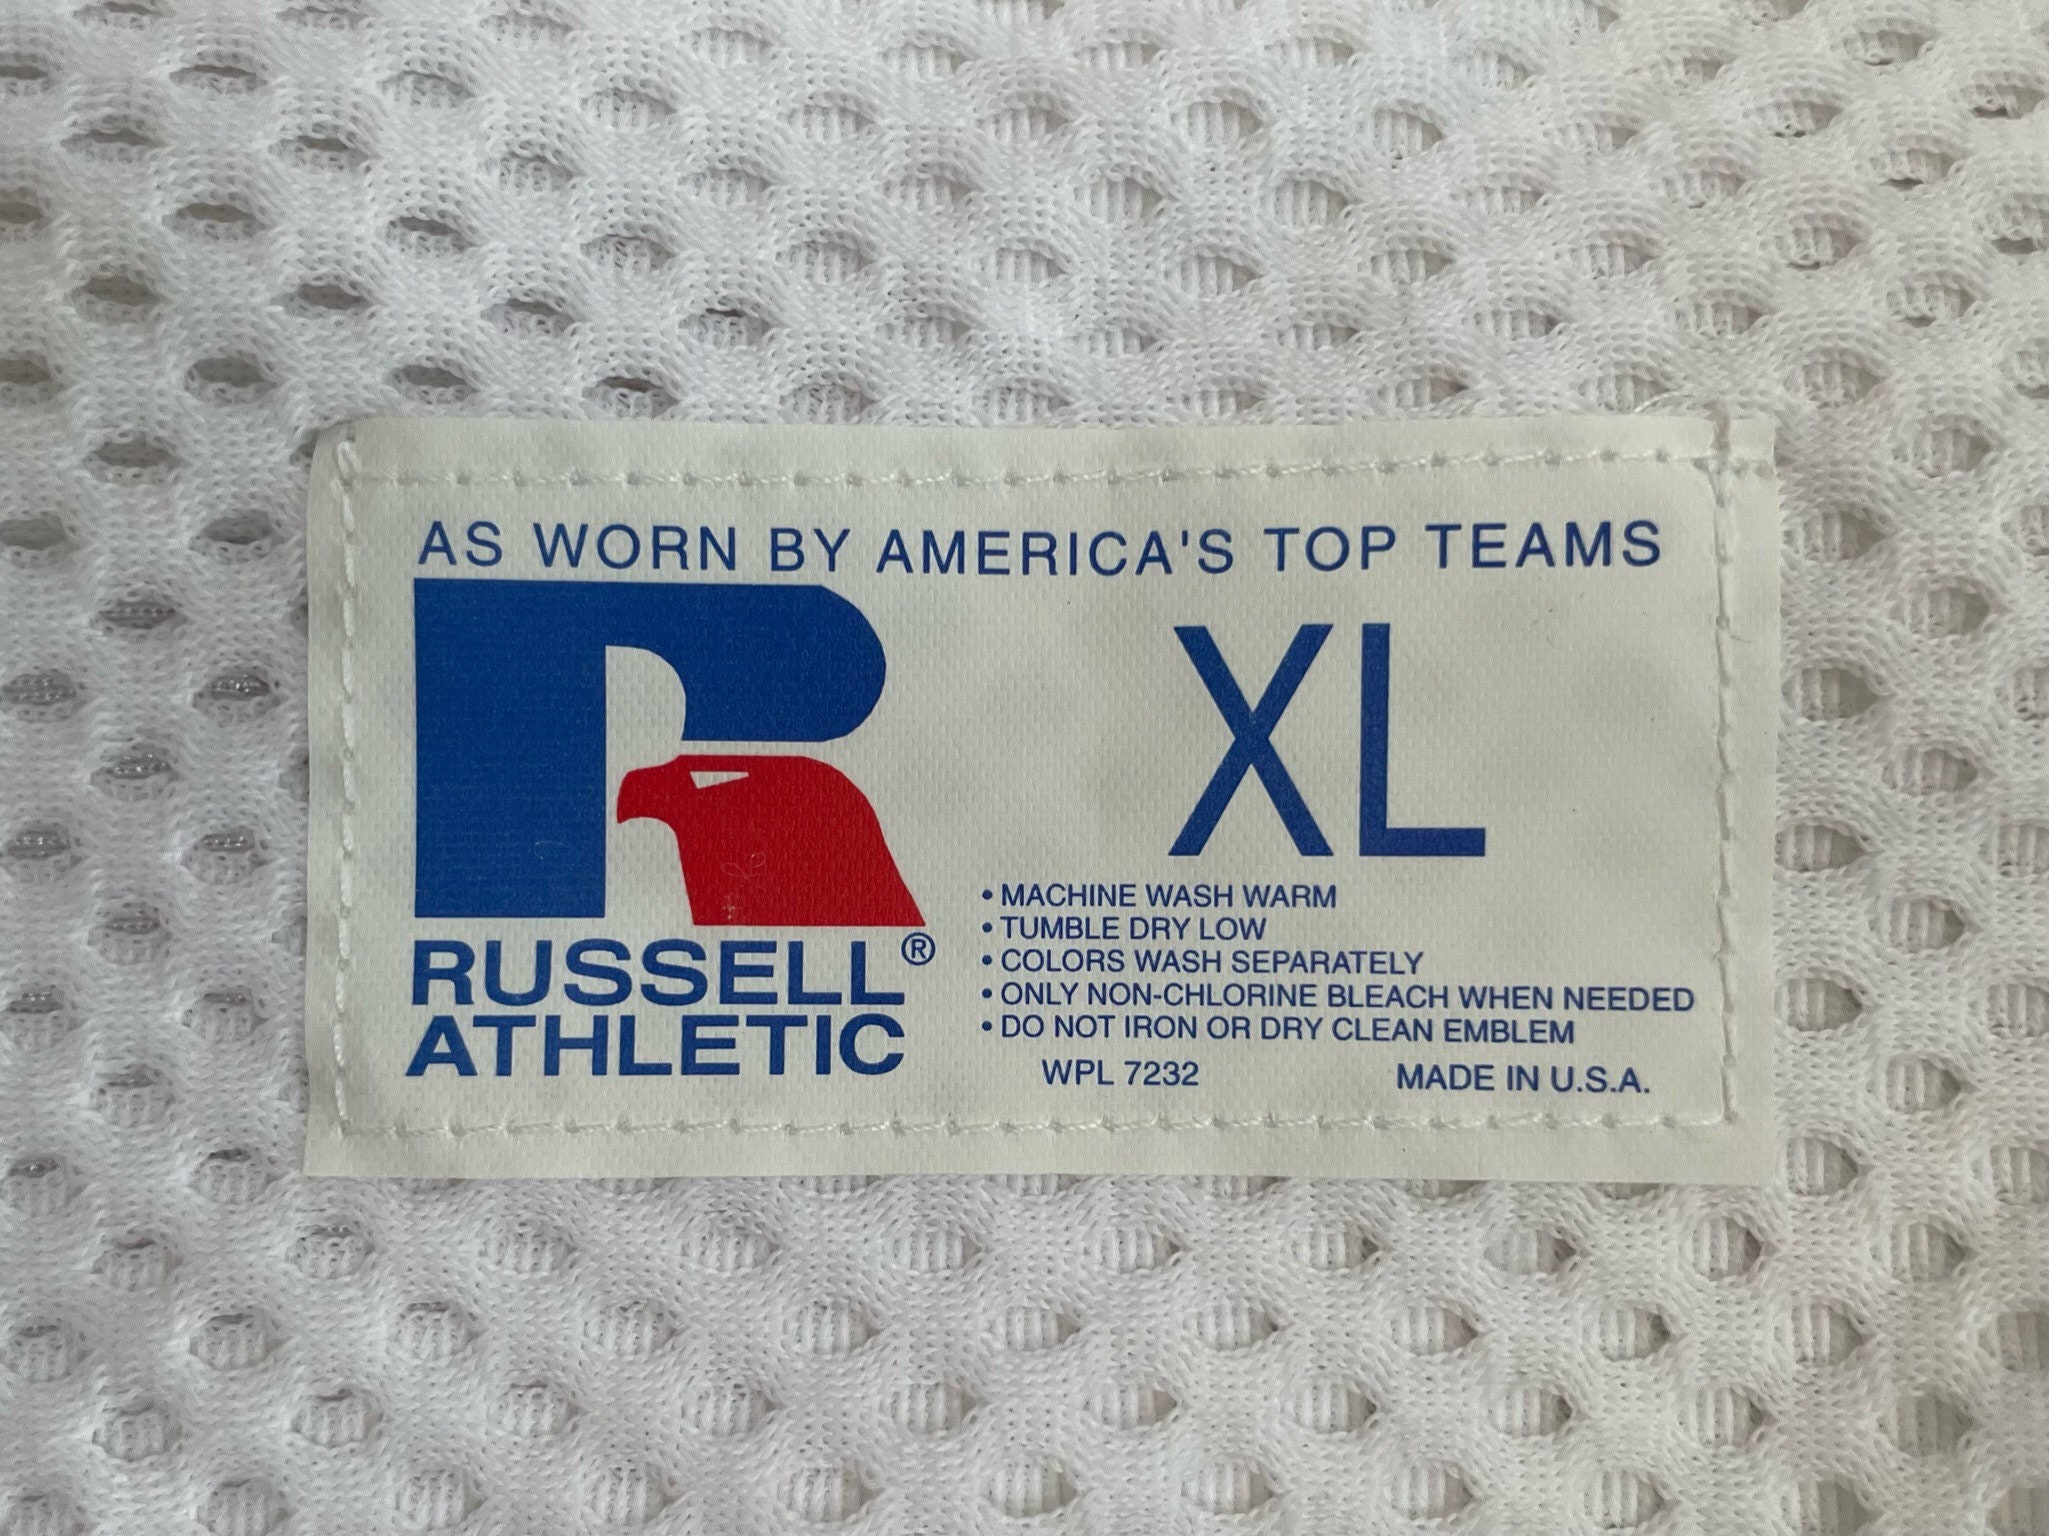 AS WORN BY AMERICA'S TOP TEAMS
XL
RUSSELL®
ATHLETIC
• MACHINE WASH WARM
• TUMBLE DRY LOW
• COLORS WASH SEPARATELY
• ONLY NON-CHLORINE BLEACH WHEN NEEDED
• DO NOT IRON OR DRY CLEAN EMBLEM
WPL 7232 MADE IN U.S.A.